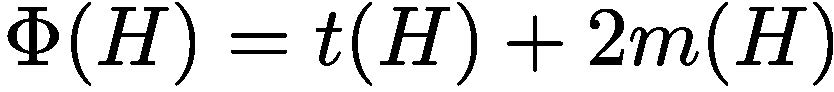 Φ(H) = t(H) + 2m(H)